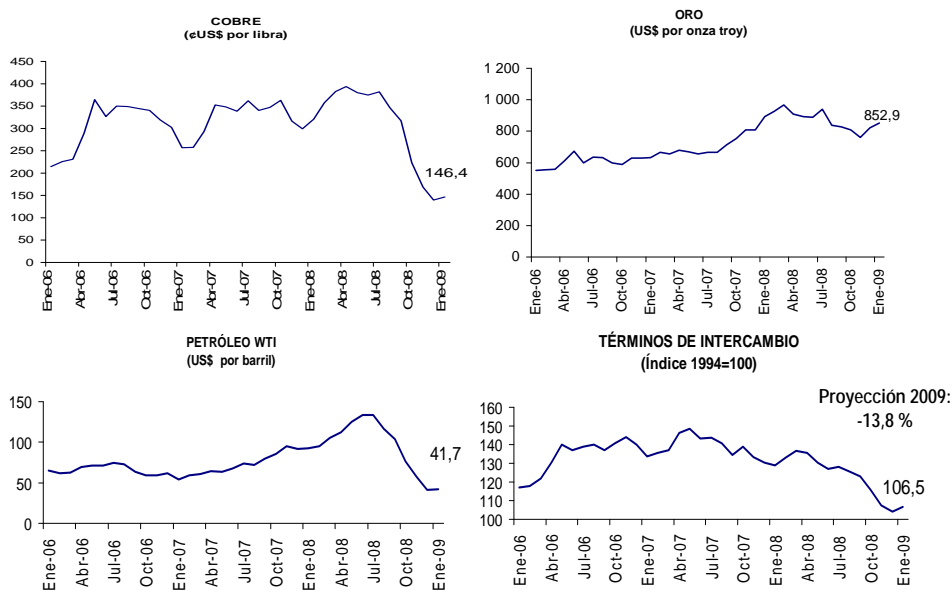 COBRE
(¢US$ por libra)
450
400
350
300
250
200
150
100
50
0
146,4
Ene-06
Abr-06
Jul-06
Oct-06
Ene-07
Abr-07
Jul-07
Oct-07
Ene-08
Abr-08
Jul-08
Oct-08
Ene-09
ORO
(US$ por onza troy)
1 200
1 000
800
600
400
200
0
852,9
Ene-06
Abr-06
Jul-06
Oct-06
Ene-07
Abr-07
Jul-07
Oct-07
Ene-08
Abr-08
Jul-08
Oct-08
Ene-09
PETRÓLEO WTI
(US$ por barril)
150
100
50
0
41,7
Ene-06
Abr-06
Jul-06
Oct-06
Ene-07
Abr-07
Jul-07
Oct-07
Ene-08
Abr-08
Jul-08
Oct-08
Ene-09
TÉRMINOS DE INTERCAMBIO
(Índice 1994=100)
Proyección 2009:
-13,8 %
160
150
140
130
120
110
100
106,5
Ene-06
Abr-06
Jul-06
Oct-06
Ene-07
Abr-07
Jul-07
Oct-07
Ene-08
Abr-08
Jul-08
Oct-08
Ene-09